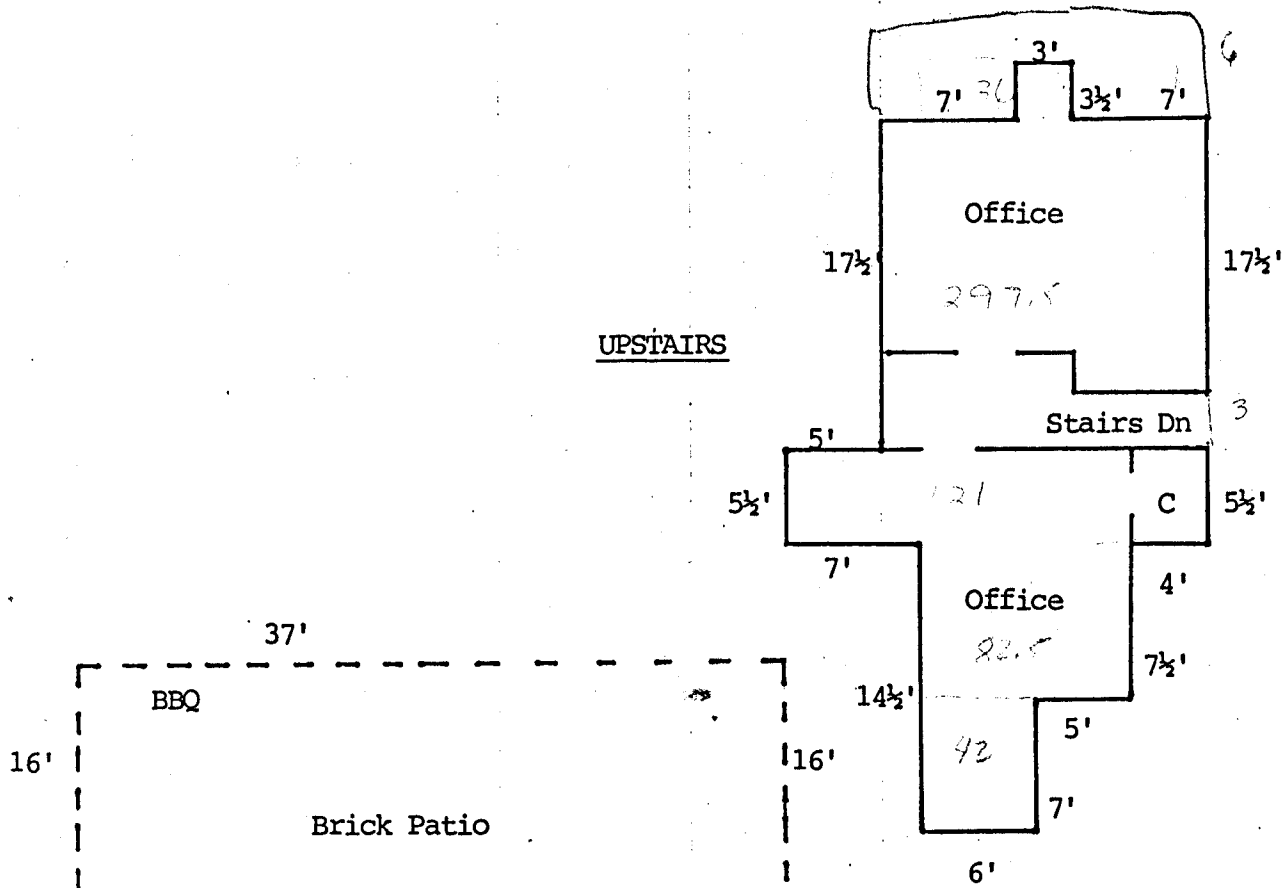 6
3'
7' 36 3½' 7'
Office
17½ 17½'
297.5
UPSTAIRS
3
Stairs Dn
5'
5½' 121 C 5½'
7' 4'
Office
37' 82.5
7½'
BBQ 14½'
5'
16' 16' 42
7'
Brick Patio
6'